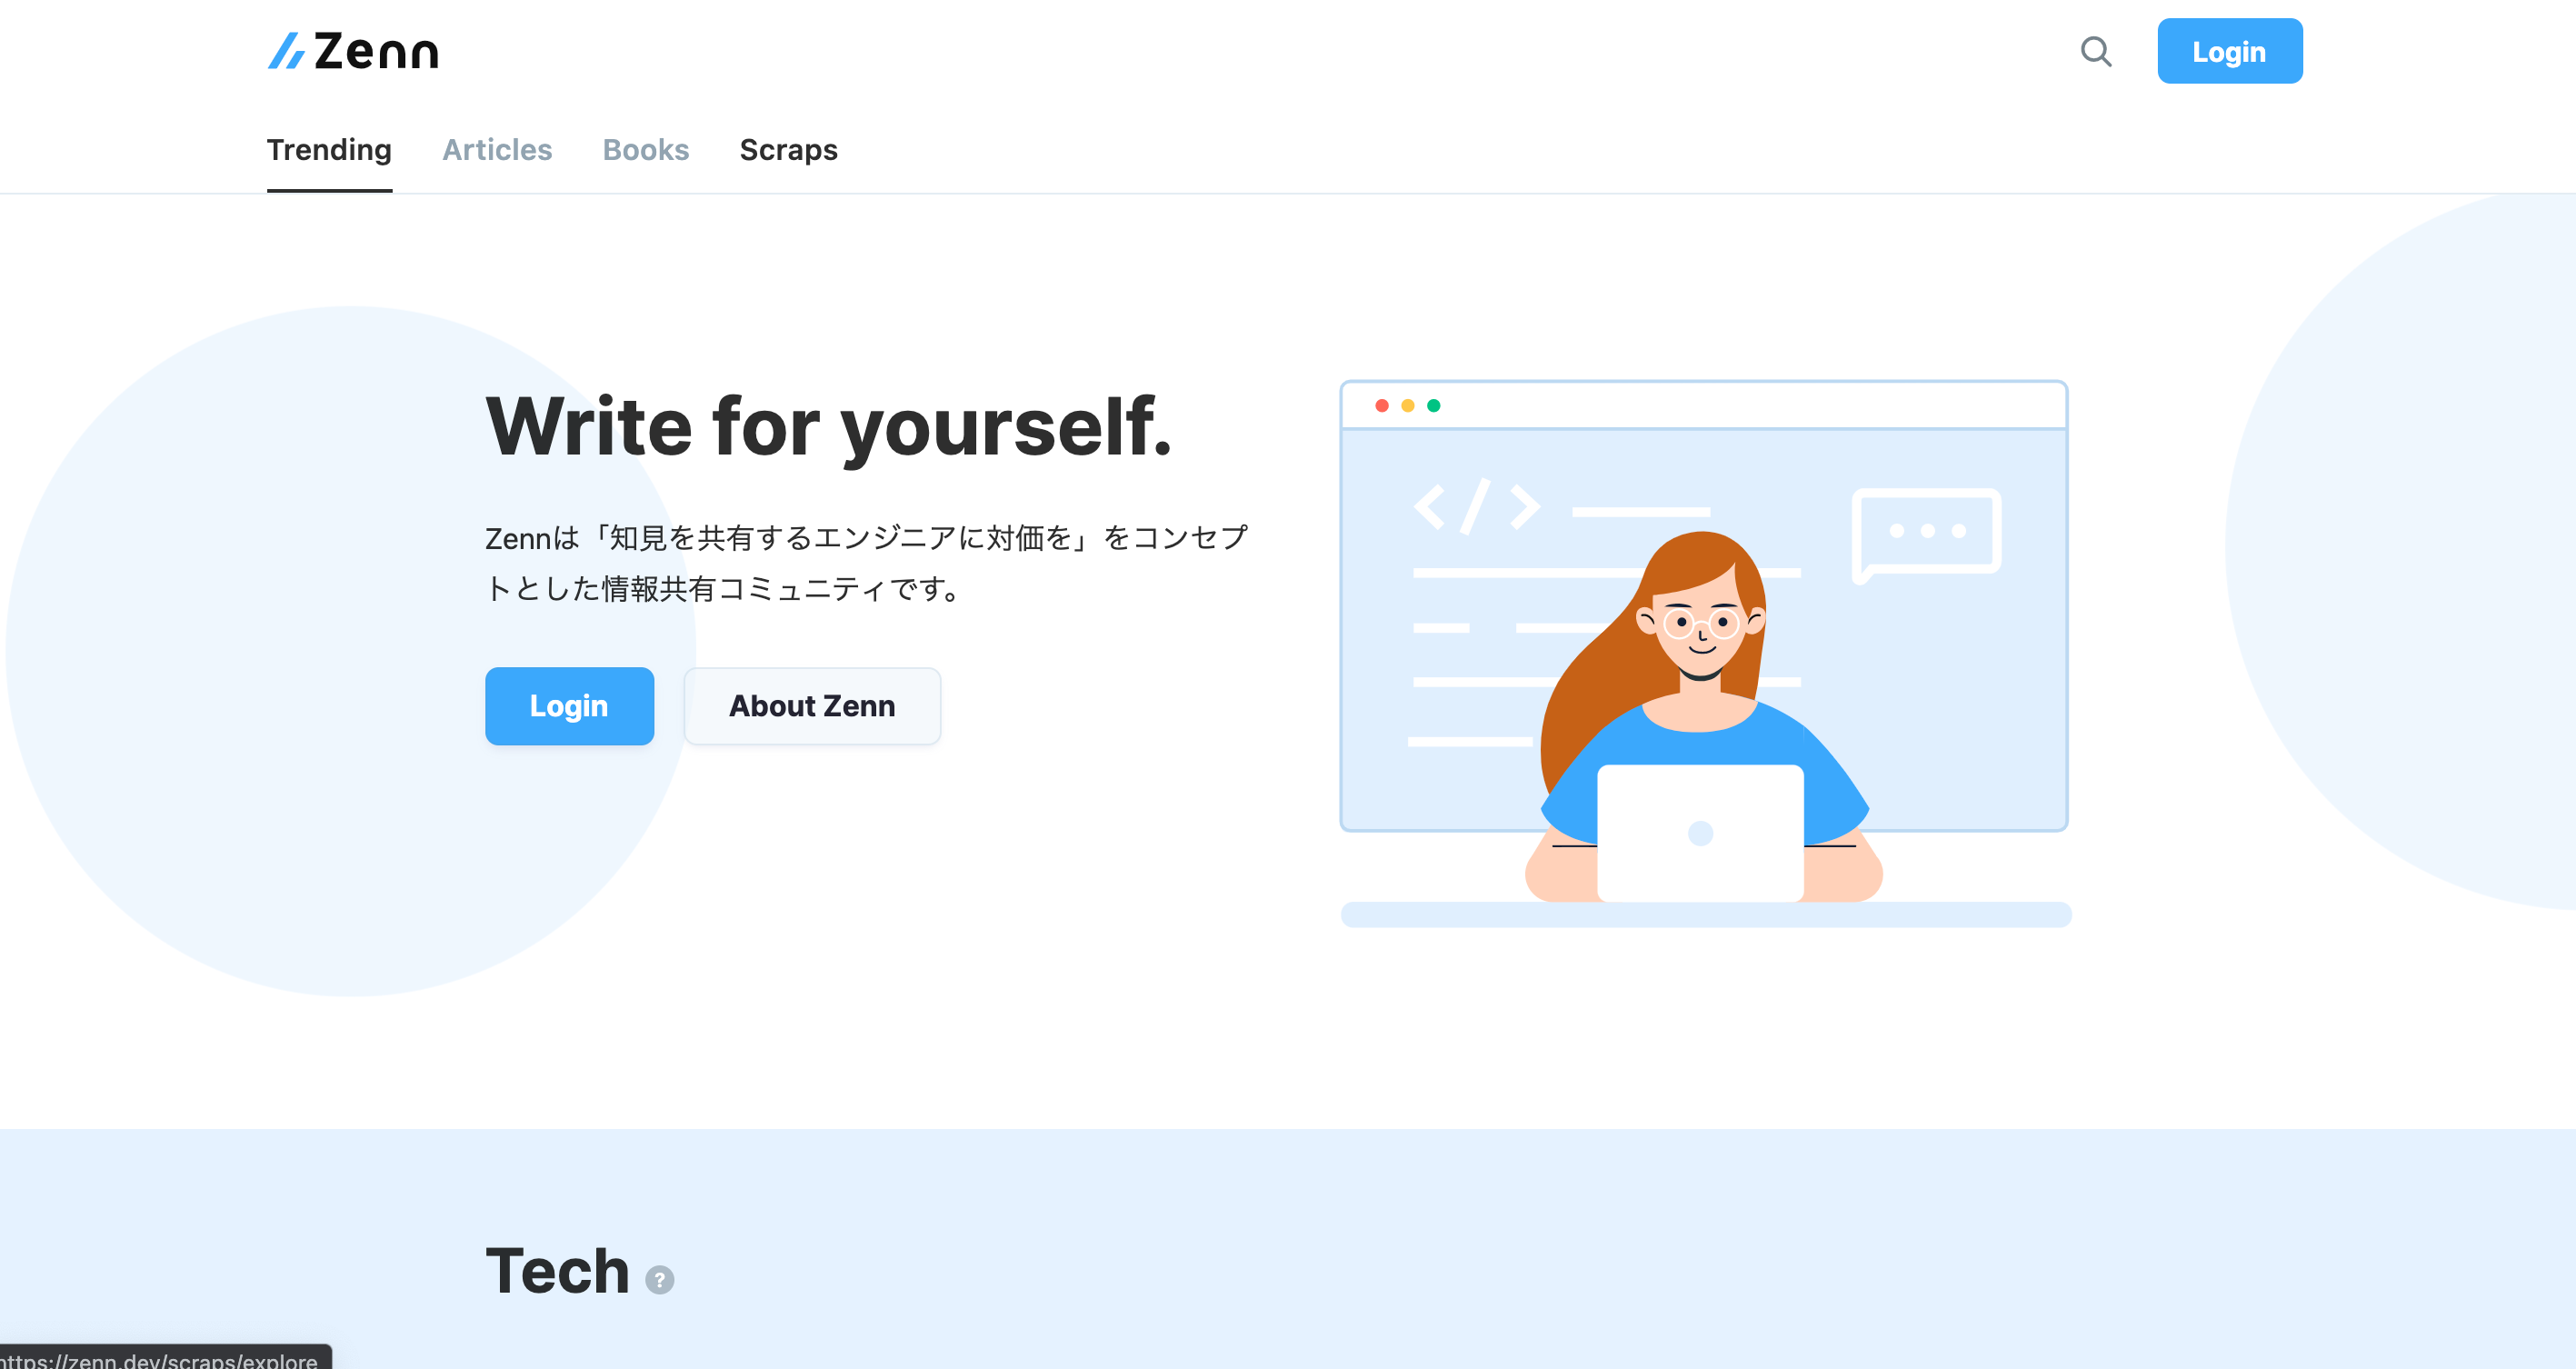 Zenn
Login
Trending Articles Books Scraps
Write for yourself.
Zennは「知見を共有するエンジニアに対価を」をコンセプ
トとした情報共有コミュニティです。
Login About Zenn
</>
Tech ?
https://zenn.dev/scraps/explore